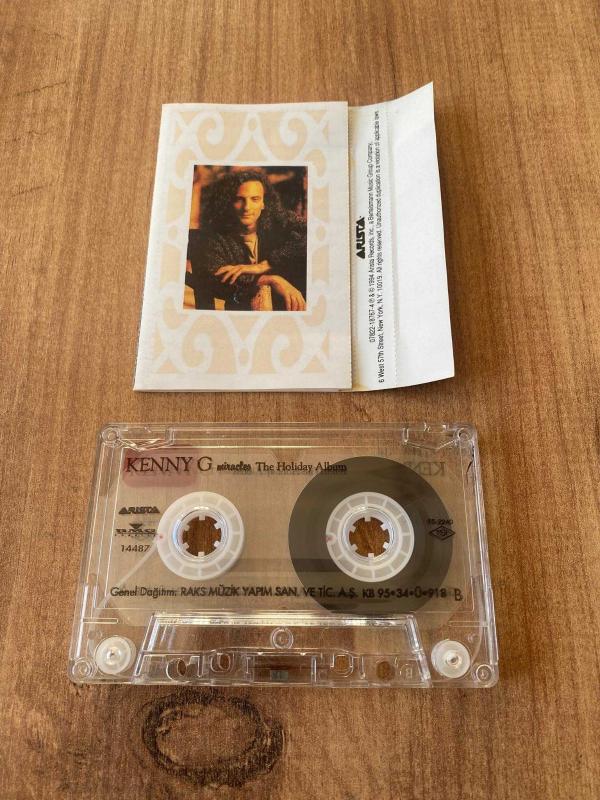 ARISTA
07822-18767-4 ℗ & © 1994 Arista Records, Inc., a Bertelsmann Music Group Company,
6 West 57th Street, New York, N.Y. 10019. All rights reserved. Unauthorized duplication is a violation of applicable laws.
KENNY G miracles The Holiday Album
ARISTA
BMG
14487
Genel Dağıtım: RAKS MÜZİK YAPIM SAN. VE TİC. A.Ş. KB 95•34•Ü•918 B